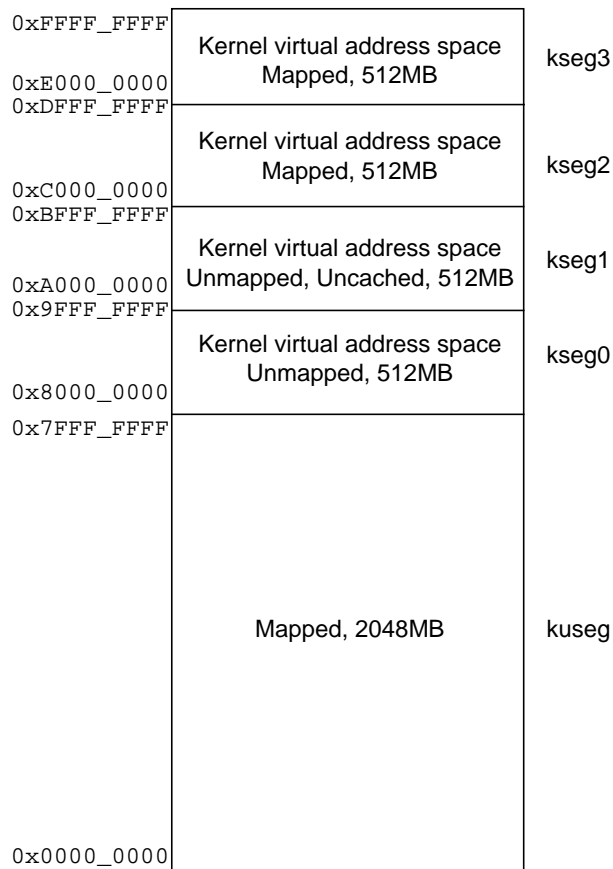 0xFFFF_FFFF
Kernel virtual address space
Mapped, 512MB
kseg3
0xE000_0000
0xDFFF_FFFF
Kernel virtual address space
Mapped, 512MB
kseg2
0xC000_0000
0xBFFF_FFFF
Kernel virtual address space
Unmapped, Uncached, 512MB
kseg1
0xA000_0000
0x9FFF_FFFF
Kernel virtual address space
Unmapped, 512MB
kseg0
0x8000_0000
0x7FFF_FFFF
Mapped, 2048MB
kuseg
0x0000_0000